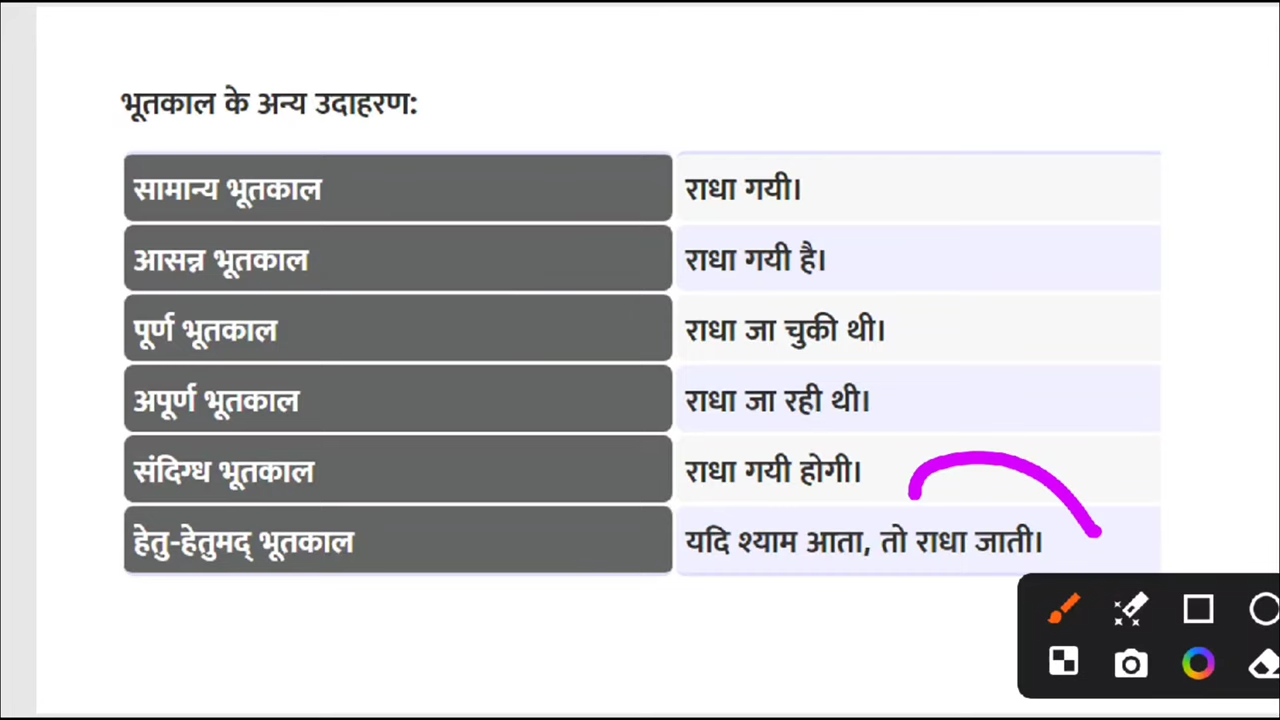 भूतकाल के अन्य उदाहरण:
सामान्य भूतकाल राधा गयी।
आसन्न भूतकाल राधा गयी है।
पूर्ण भूतकाल राधा जा चुकी थी।
अपूर्ण भूतकाल राधा जा रही थी।
संदिग्ध भूतकाल राधा गयी होगी।
हेतु-हेतुमद् भूतकाल यदि श्याम आता, तो राधा जाती।